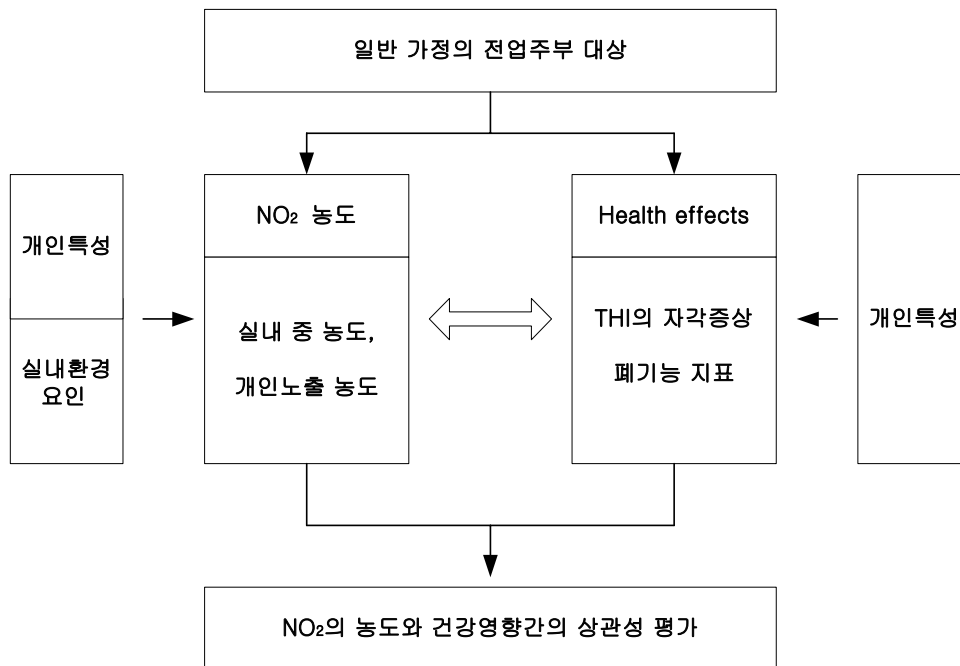 일반 가정의 전업주부 대상
개인특성
실내환경
요인
NO₂ 농도
실내 중 농도,
개인노출 농도
Health effects
THI의 자각증상
폐기능 지표
개인특성
NO₂의 농도와 건강영향간의 상관성 평가